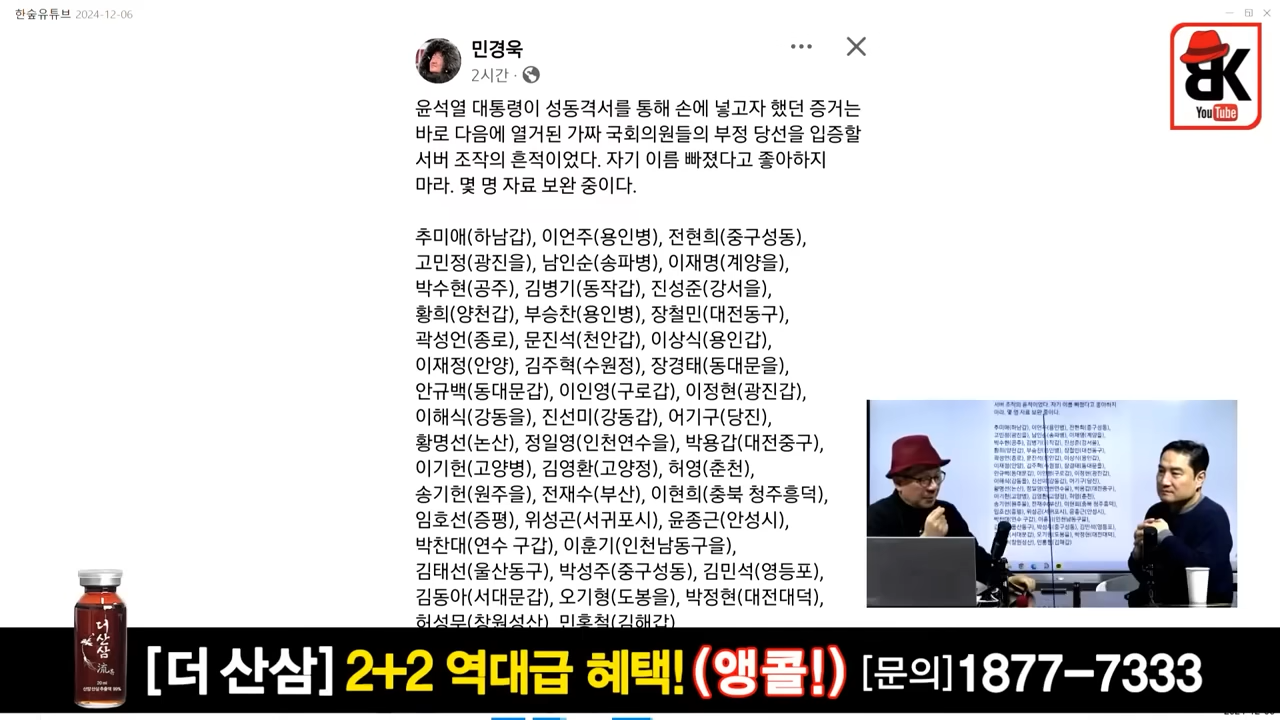 한숲유튜브 2024-12-06
민경욱
2시간 ·
윤석열 대통령이 성동격서를 통해 손에 넣고자 했던 증거는
바로 다음에 열거된 가짜 국회의원들의 부정 당선을 입증할
서버 조작의 흔적이었다. 자기 이름 빠졌다고 좋아하지
마라. 몇 명 자료 보완 중이다.
추미애(하남갑), 이언주(용인병), 전현희(중구성동),
고민정(광진을), 남인순(송파병), 이재명(계양을),
박수현(공주), 김병기(동작갑), 진성준(강서을),
황희(양천갑), 부승찬(용인병), 장철민(대전동구),
곽성언(종로), 문진석(천안갑), 이상식(용인갑),
이재정(안양), 김주혁(수원정), 장경태(동대문을),
안규백(동대문갑), 이인영(구로갑), 이정현(광진갑),
이해식(강동을), 진선미(강동갑), 어기구(당진),
황명선(논산), 정일영(인천연수을), 박용갑(대전중구),
이기헌(고양병), 김영환(고양정), 허영(춘천),
송기헌(원주을), 전재수(부산), 이현희(충북 청주흥덕),
임호선(증평), 위성곤(서귀포시), 윤종근(안성시),
박찬대(연수 구갑), 이훈기(인천남동구을),
김태선(울산동구), 박성주(중구성동), 김민석(영등포),
김동아(서대문갑), 오기형(도봉을), 박정현(대전대덕),
허성무(창원성산), 민홍철(김해갑)
BK
YouTube
더 산삼 流
[더 산삼] 2+2 역대급 혜택! (앵콜!) [문의]1877-7333